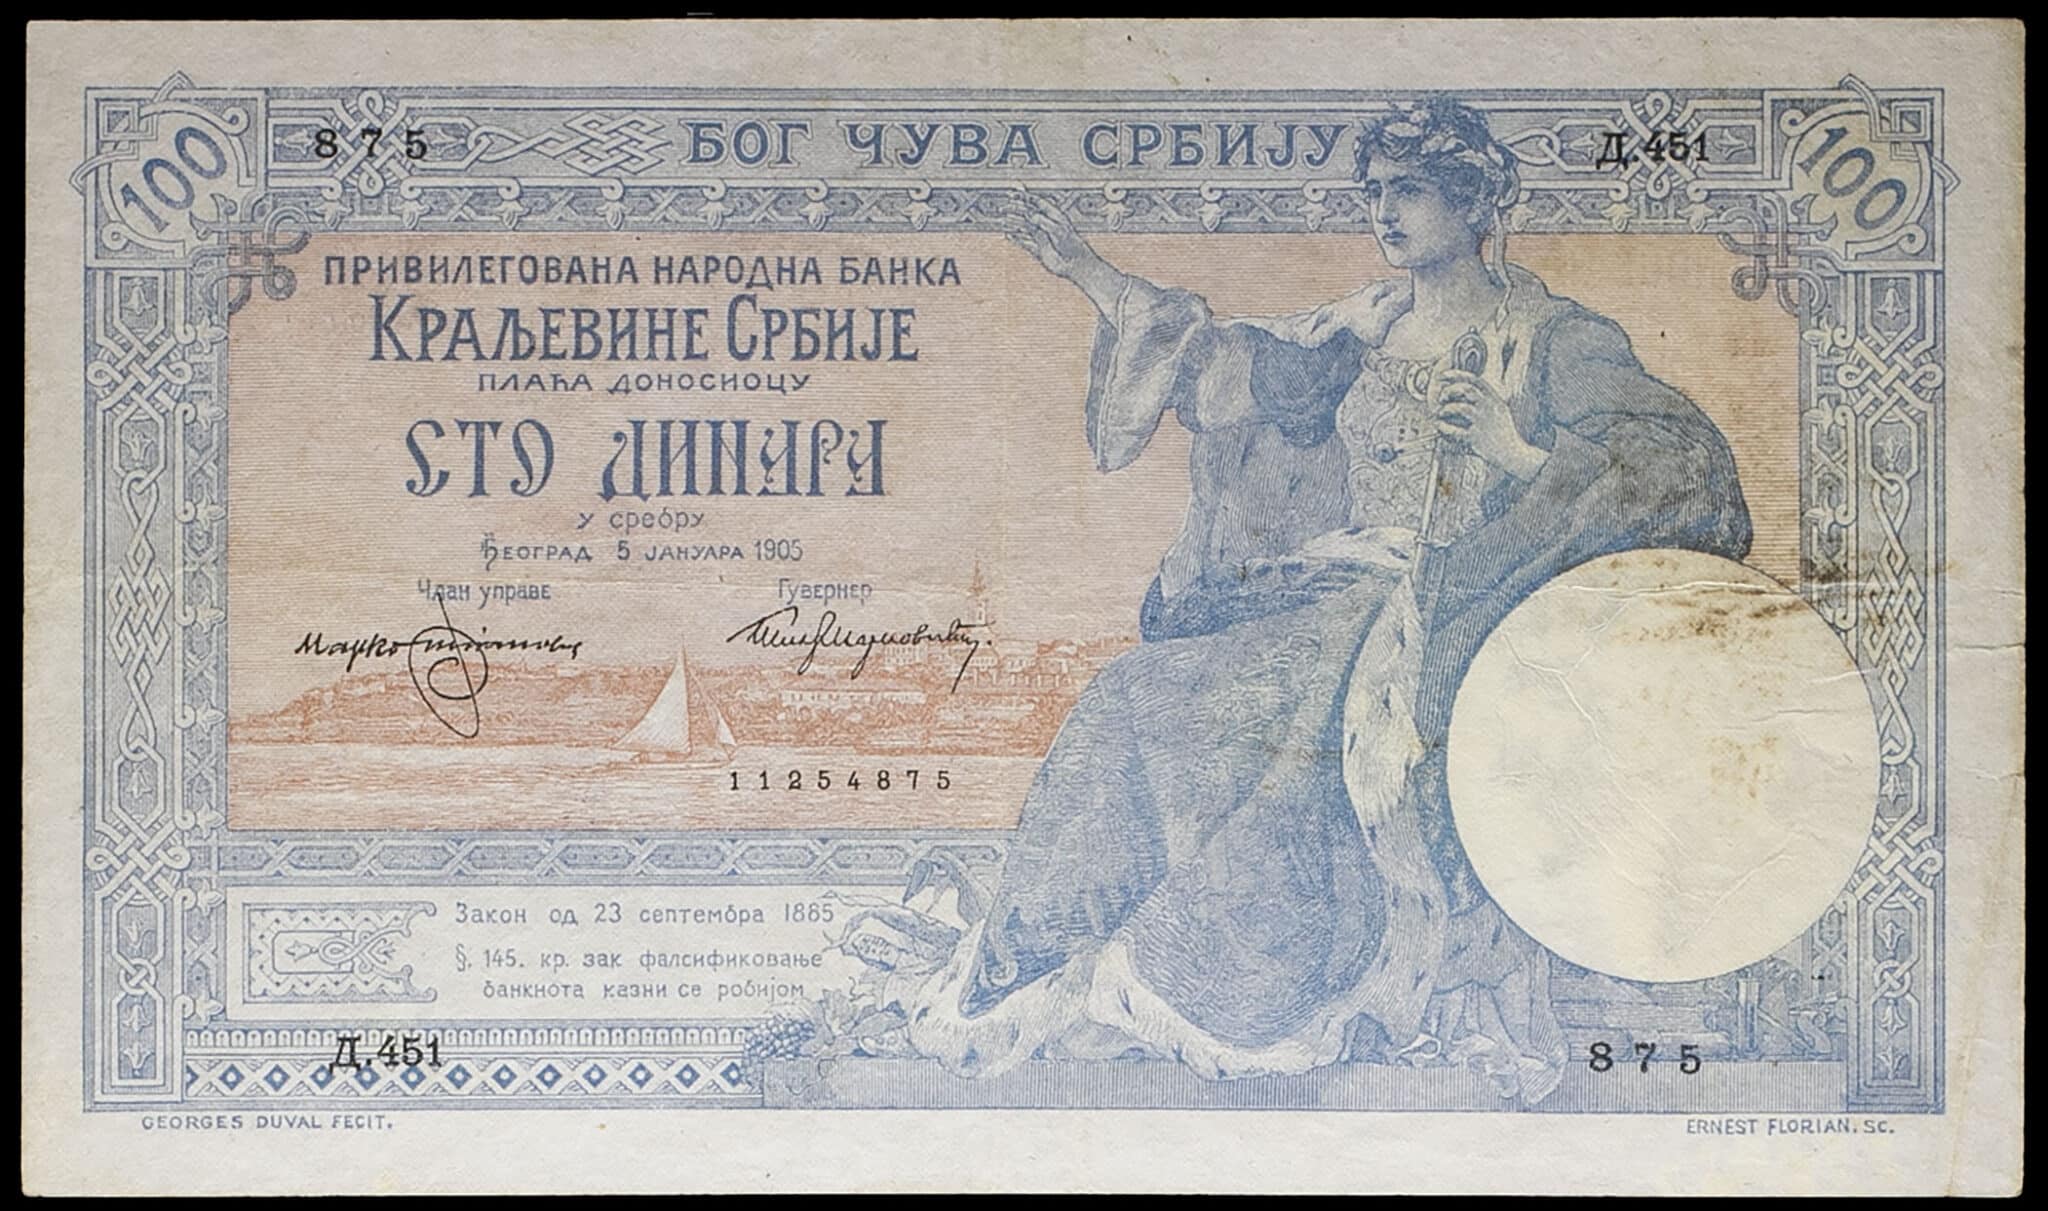 100
875
БОГ ЧУВА СРБИЈУ
Д.451
100
ПРИВИЛЕГОВАНА НАРОДНА БАНКА
КРАЉЕВИНЕ СРБИЈЕ
ПЛАЋА ДОНОСИОЦУ
СТО ДИНАРА
У СРЕБРУ
БЕОГРАД 5 ЈАНУАРА 1905
Члан управе
Гувернер
Марко
11254875
Закон од 23 септембра 1885
§. 145. кр. зак фалсификовање
банкнота казни се робијом
Д.451
875
GEORGES DUVAL FECIT.
ERNEST FLORIAN. SC.